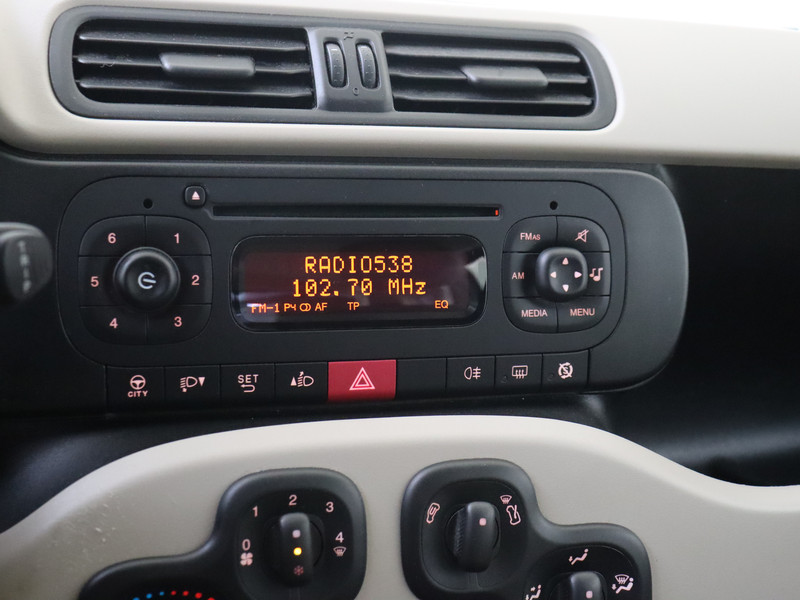 6 1
5 2
4 3
RADIO538
102.70 MHz
FM-1 P4 AF TP EQ
FMAS
AM
MEDIA MENU
CITY
SET
0 1 2 3 4